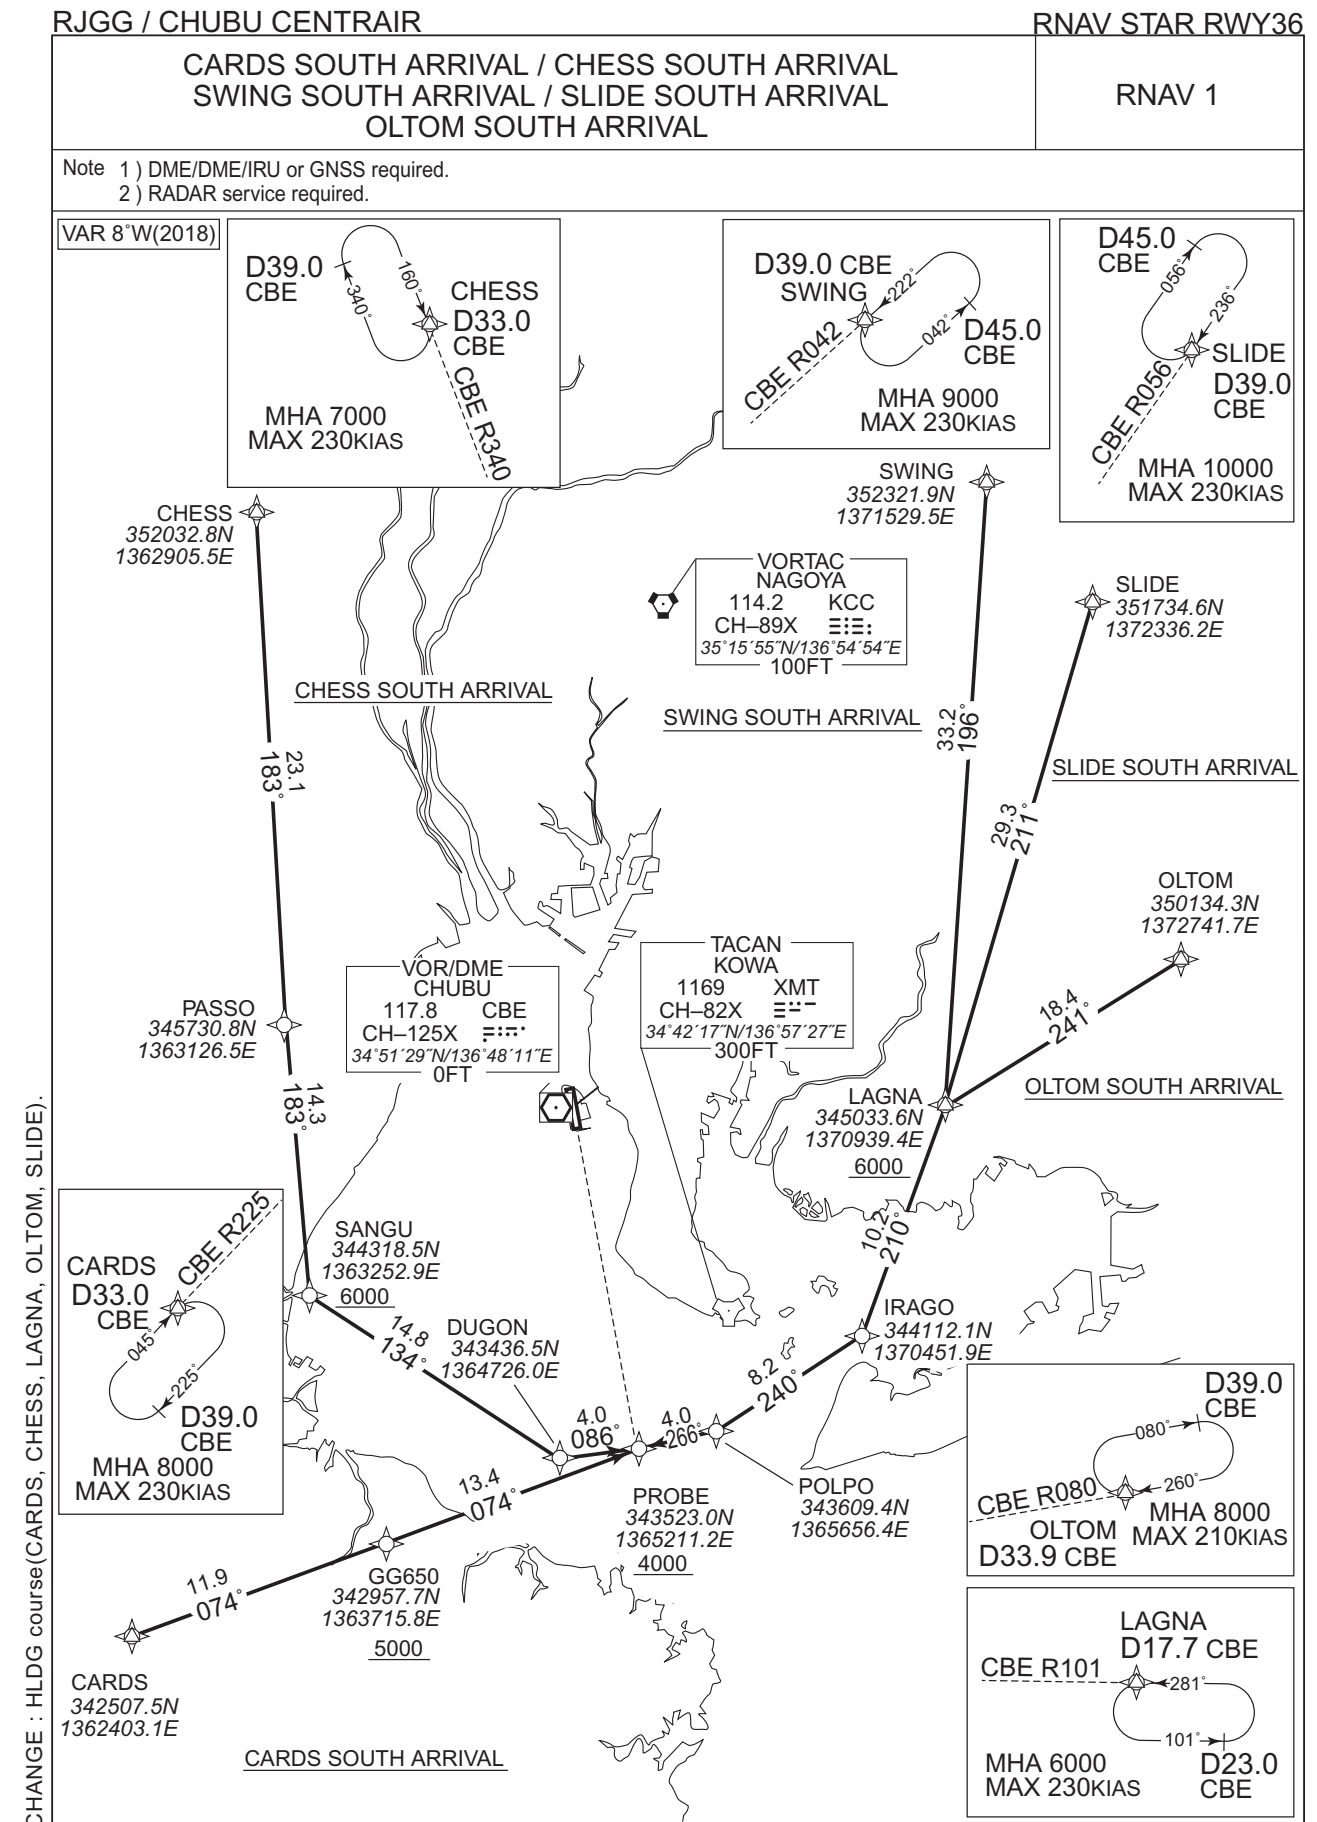 RJGG / CHUBU CENTRAIR
RNAV STAR RWY36
CARDS SOUTH ARRIVAL / CHESS SOUTH ARRIVAL
SWING SOUTH ARRIVAL / SLIDE SOUTH ARRIVAL
OLTOM SOUTH ARRIVAL
RNAV 1
Note 1 ) DME/DME/IRU or GNSS required.
2 ) RADAR service required.
VAR 8°W(2018)
D39.0
CBE
340°
160°
CHESS
D33.0
CBE
CBE R340
MHA 7000
MAX 230KIAS
D39.0 CBE
SWING
222°
042°
D45.0
CBE
CBE R042
MHA 9000
MAX 230KIAS
D45.0
CBE
056°
236°
SLIDE
D39.0
CBE
CBE R056
MHA 10000
MAX 230KIAS
CHESS
352032.8N
1362905.5E
SWING
352321.9N
1371529.5E
VORTAC
NAGOYA
114.2 KCC
CH–89X
35°15´55˝N/136°54´54˝E
100FT
SLIDE
351734.6N
1372336.2E
CHESS SOUTH ARRIVAL
SWING SOUTH ARRIVAL
SLIDE SOUTH ARRIVAL
23.1
183°
33.2
196°
29.3
211°
OLTOM
350134.3N
1372741.7E
18.4
241°
OLTOM SOUTH ARRIVAL
PASSO
345730.8N
1363126.5E
VOR/DME
CHUBU
117.8 CBE
CH–125X
34°51´29˝N/136°48´11˝E
0FT
TACAN
KOWA
1169 XMT
CH–82X
34°42´17˝N/136°57´27˝E
300FT
LAGNA
345033.6N
1370939.4E
6000
14.3
183°
10.2
210°
CARDS
D33.0
CBE
CBE R225
045°
225°
D39.0
CBE
MHA 8000
MAX 230KIAS
SANGU
344318.5N
1363252.9E
6000
14.8
134°
DUGON
343436.5N
1364726.0E
4.0
086°
4.0
266°
8.2
240°
IRAGO
344112.1N
1370451.9E
D39.0
CBE
080°
260°
CBE R080
OLTOM
D33.9 CBE
MHA 8000
MAX 210KIAS
PROBE
343523.0N
1365211.2E
4000
POLPO
343609.4N
1365656.4E
13.4
074°
GG650
342957.7N
1363715.8E
5000
11.9
074°
CARDS
342507.5N
1362403.1E
CARDS SOUTH ARRIVAL
LAGNA
D17.7 CBE
CBE R101
281°
101°
D23.0
CBE
MHA 6000
MAX 230KIAS
CHANGE : HLDG course(CARDS, CHESS, LAGNA, OLTOM, SLIDE).